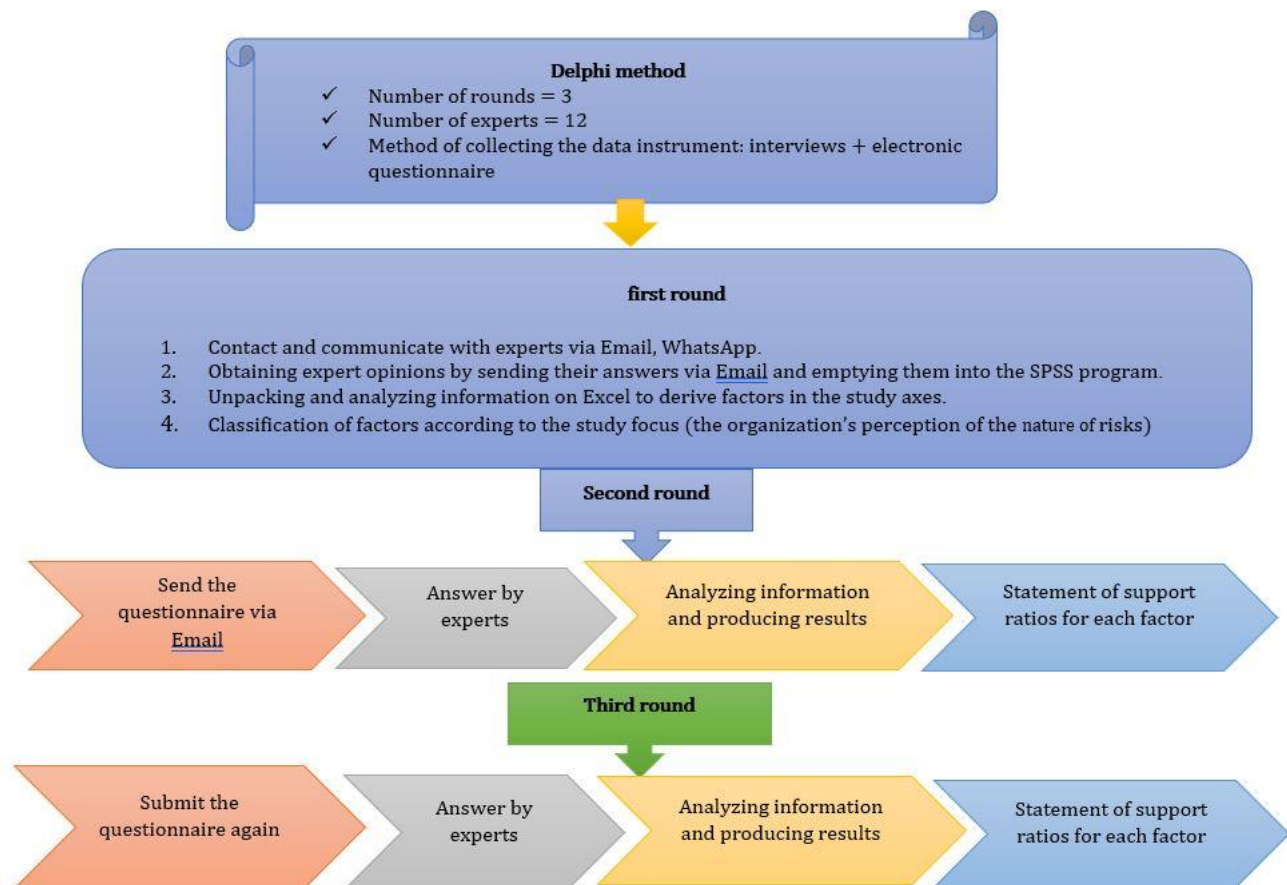 Delphi method
✓ Number of rounds = 3
✓ Number of experts = 12
✓ Method of collecting the data instrument: interviews + electronic
questionnaire
first round
1. Contact and communicate with experts via Email, WhatsApp.
2. Obtaining expert opinions by sending their answers via Email and emptying them into the SPSS program.
3. Unpacking and analyzing information on Excel to derive factors in the study axes.
4. Classification of factors according to the study focus (the organization's perception of the nature of risks)
Second round
Send the
questionnaire via
Email
Answer by
experts
Analyzing information
and producing results
Statement of support
ratios for each factor
Third round
Submit the
questionnaire again
Answer by
experts
Analyzing information
and producing results
Statement of support
ratios for each factor